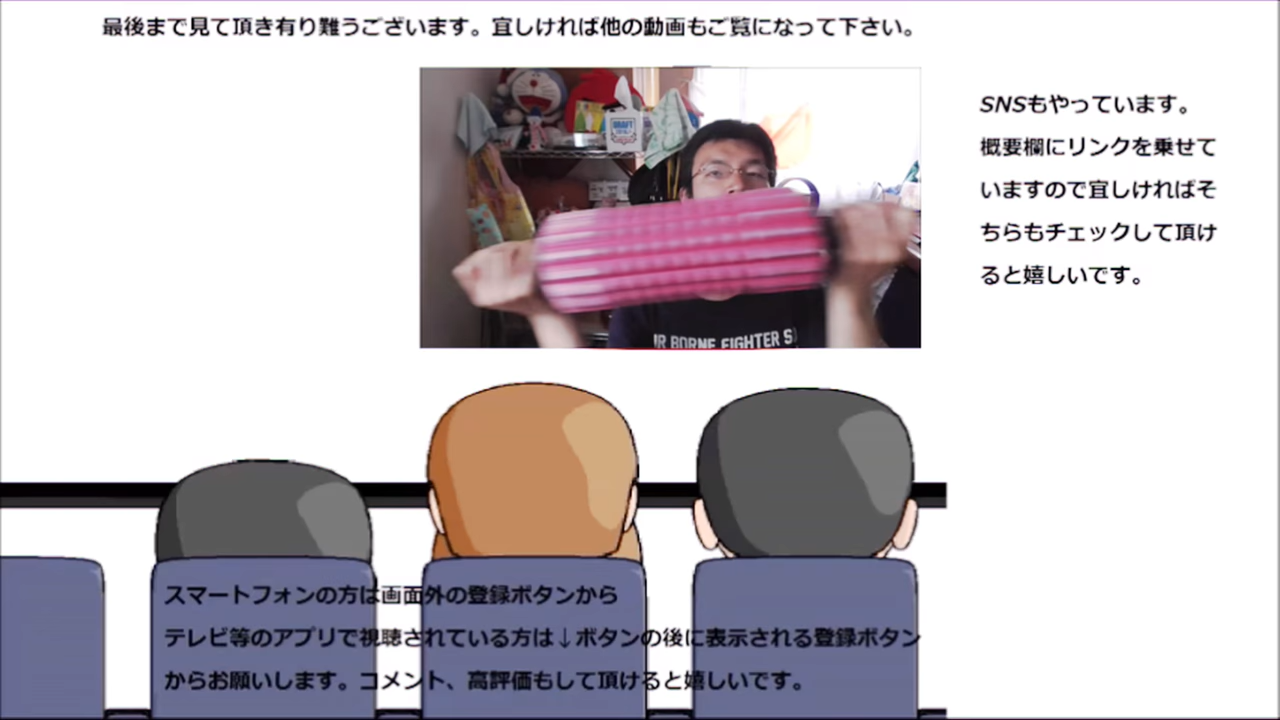 最後まで見て頂き有り難うございます。宜しければ他の動画もご覧になって下さい。
SNSもやっています。
概要欄にリンクを乗せて
いますので宜しければそ
ちらもチェックして頂け
ると嬉しいです。
DRAFT
IR BORNE FIGHTER S
スマートフォンの方は画面外の登録ボタンから
テレビ等のアプリで視聴されている方は↓ボタンの後に表示される登録ボタン
からお願いします。コメント、高評価もして頂けると嬉しいです。